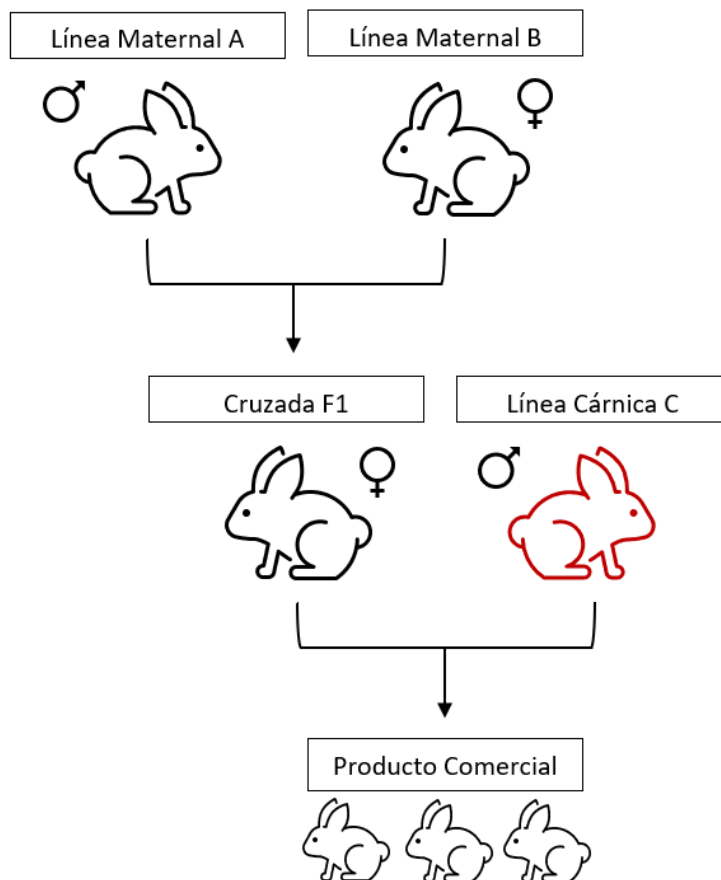 Línea Maternal A
Línea Maternal B
Cruzada F1
Línea Cárnica C
Producto Comercial